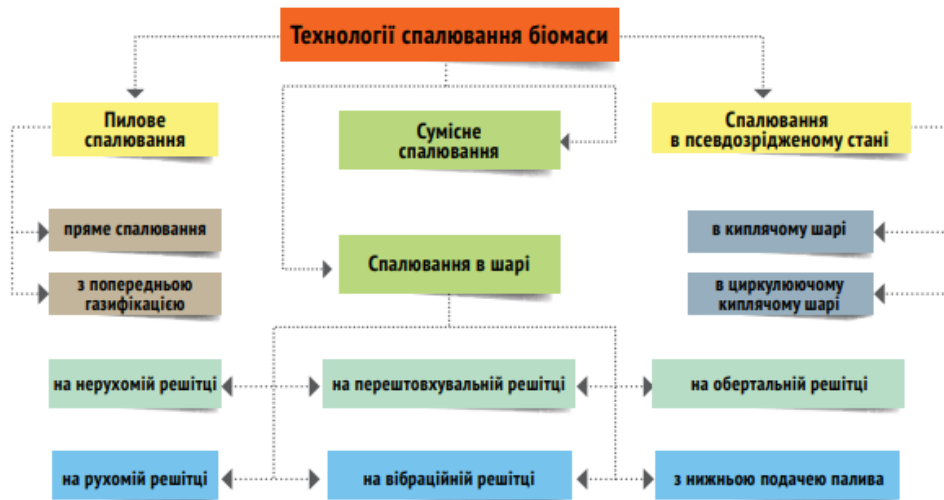 Технології спалювання біомаси
Пилове
спалювання
Сумісне
спалювання
Спалювання
в псевдозрідженому стані
пряме спалювання
в киплячому шарі
Спалювання в шарі
з попередньою
газифікацією
в циркулюючому
киплячому шарі
на нерухомій решітці
на перештовхувальній решітці
на обертальній решітці
на рухомій решітці
на вібраційній решітці
з нижньою подачею палива